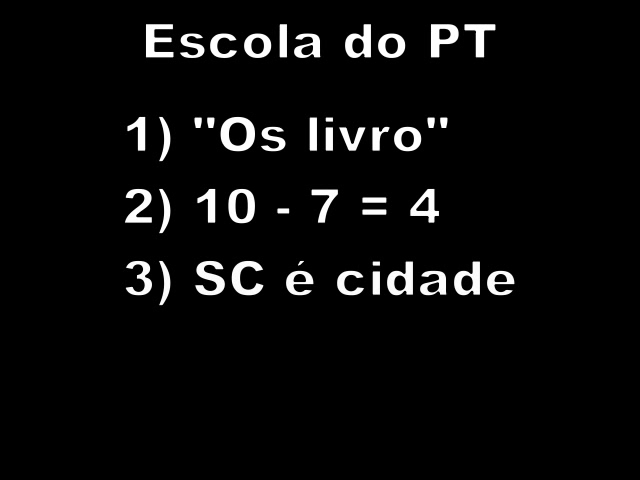 Escola do PT
1) "Os livro"
2) 10 - 7 = 4
3) SC é cidade